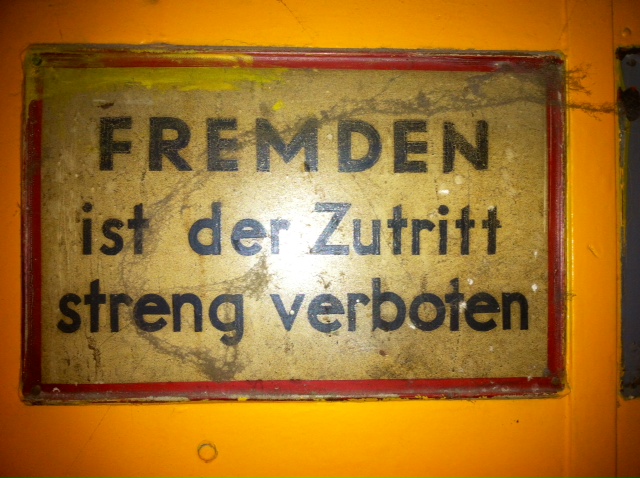 FREMDEN
ist der Zutritt
streng verboten